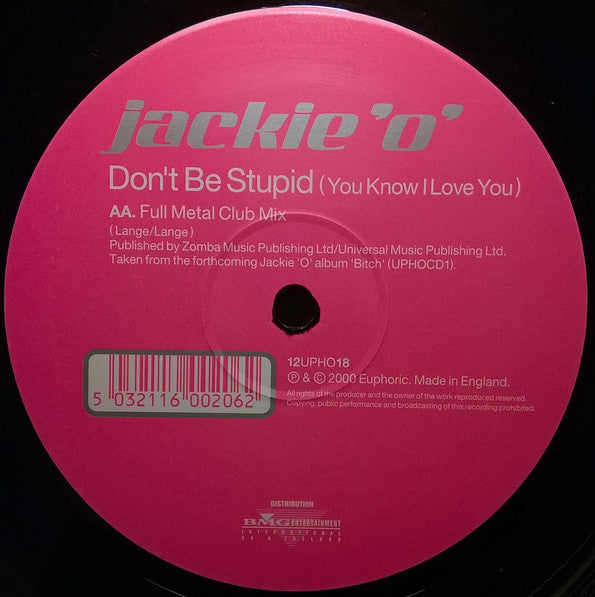 jackie 'o'
Don't Be Stupid (You Know I Love You)
AA. Full Metal Club Mix
(Lange/Lange)
Published by Zomba Music Publishing Ltd/Universal Music Publishing Ltd.
Taken from the forthcoming Jackie 'O' album 'Bitch' (UPHOCD1).
12UPHO18
℗ & © 2000 Euphoric. Made in England.
All rights of the producer and the owner of the work reproduced reserved.
Copying, public performance and broadcasting of this recording prohibited.
5 032116 002062
DISTRIBUTION
BMG ENTERTAINMENT
INTERNATIONAL
UK & IRELAND